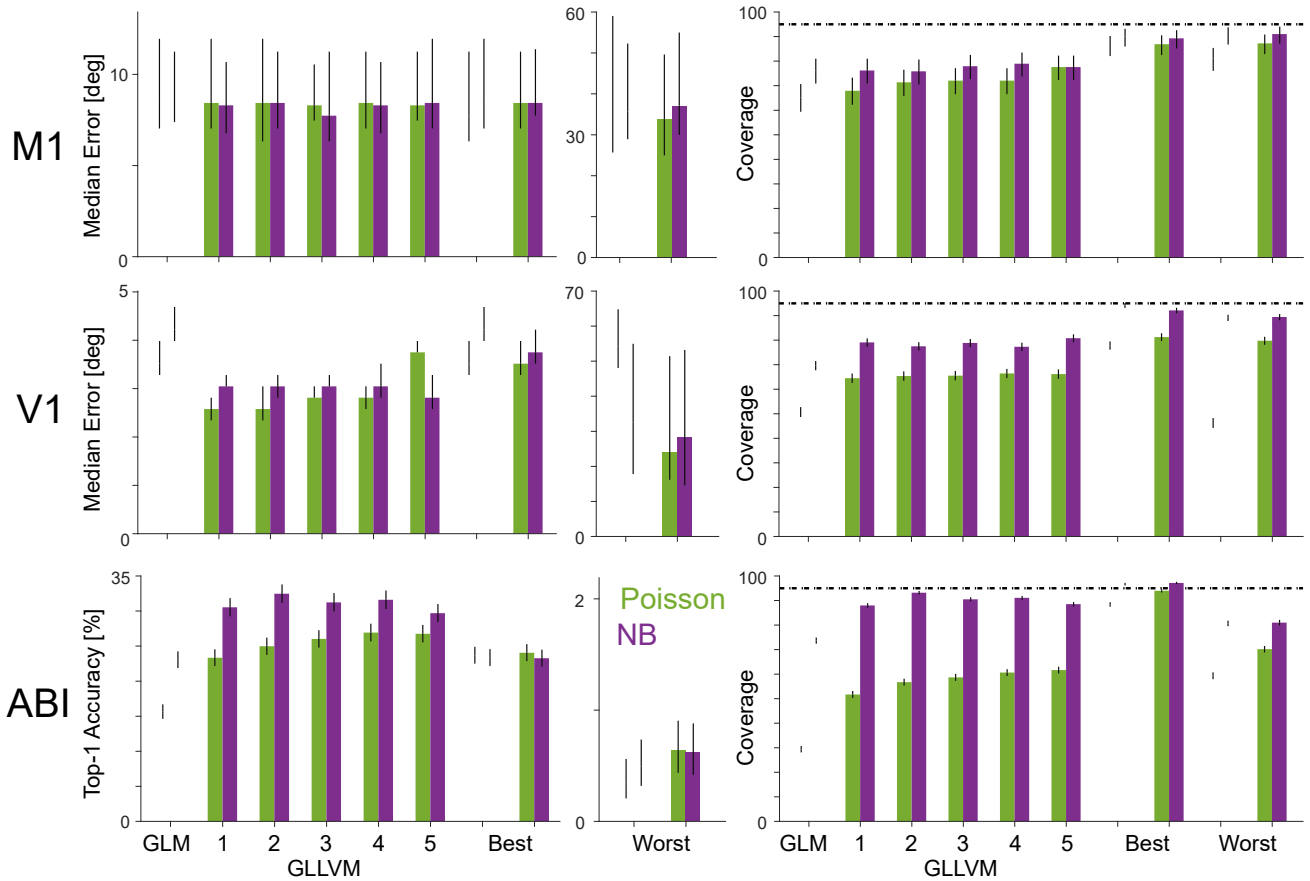 M1
Median Error [deg]
10
0
60
30
0
Coverage
100
0
V1
Median Error [deg]
5
0
70
0
Coverage
100
0
ABI
Top-1 Accuracy [%]
35
0
2
0
Poisson
NB
Coverage
100
0
GLM 1 2 3 4 5 Best
GLLVM
Worst
GLM 1 2 3 4 5 Best Worst
GLLVM